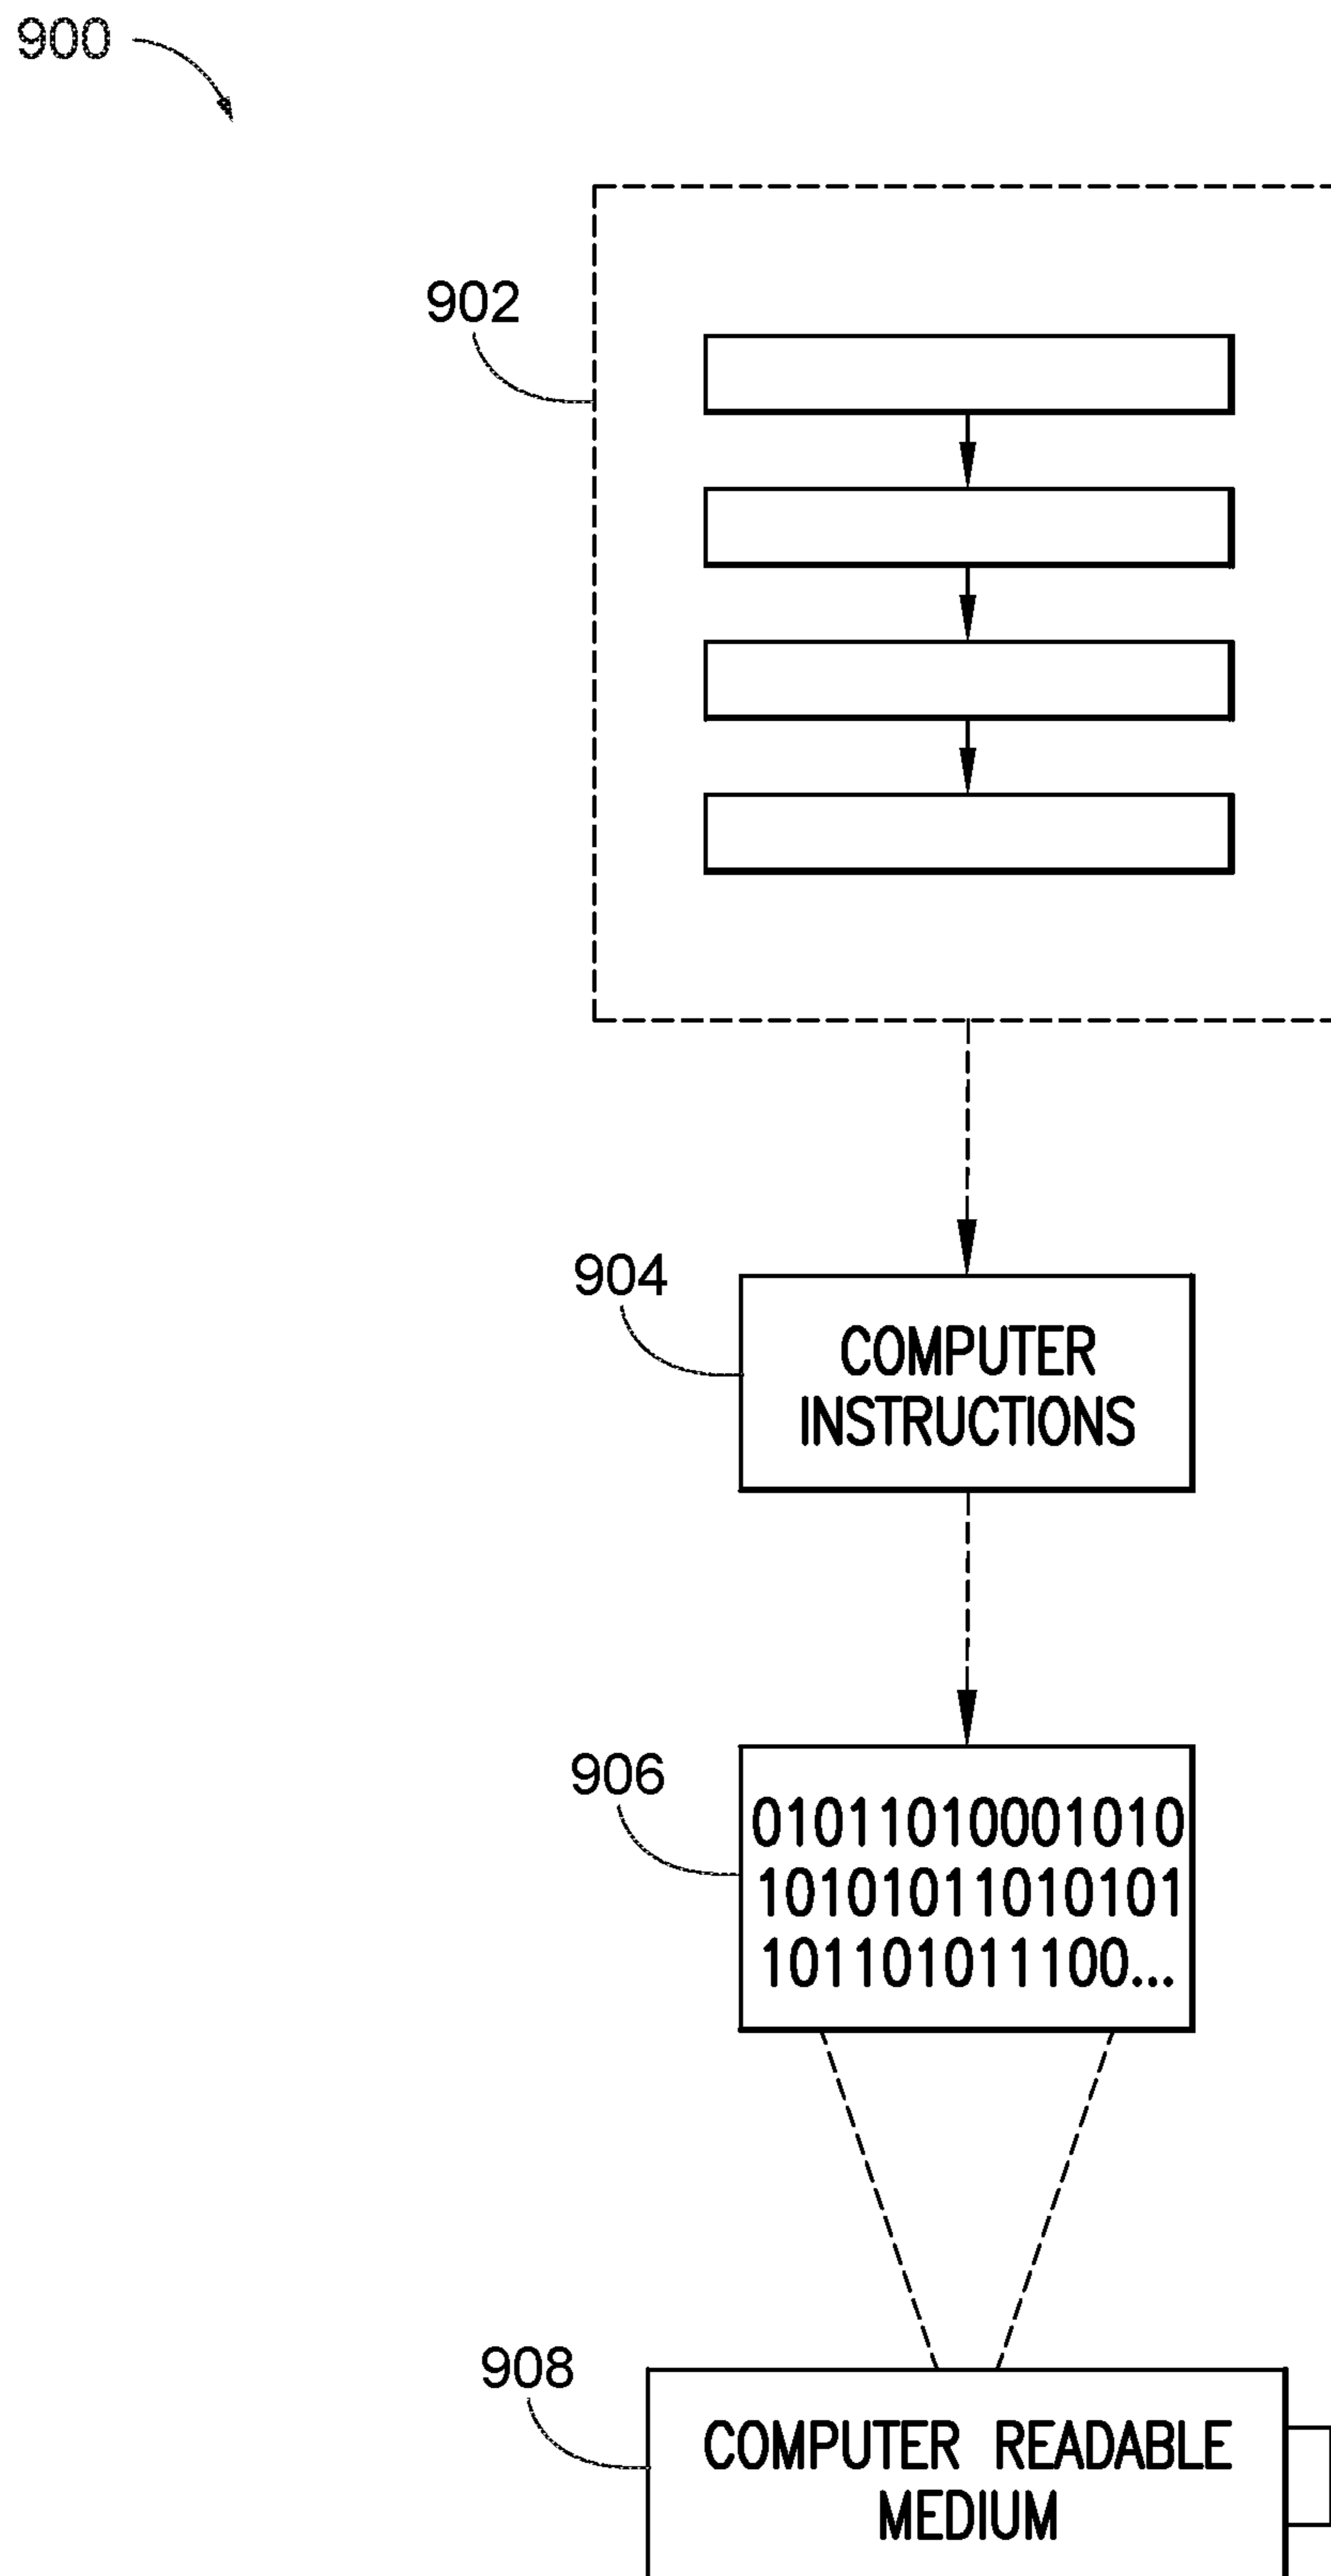 900
902
904
COMPUTER
INSTRUCTIONS
906
01011010001010
10101011010101
101101011100...
908
COMPUTER READABLE
MEDIUM